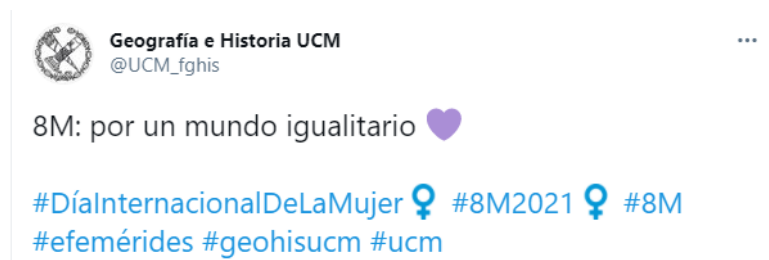 Geografía e Historia UCM
@UCM_fghis
8M: por un mundo igualitario 💜
#DíaInternacionalDeLaMujer♀ #8M2021♀ #8M
#efemérides #geohisucm #ucm